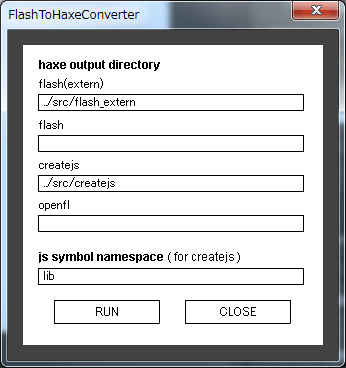 FlashToHaxeConverter
haxe output directory
flash(extern)
../src/flash_extern
flash
createjs
../src/createjs
openfl
js symbol namespace ( for createjs )
lib
RUN
CLOSE